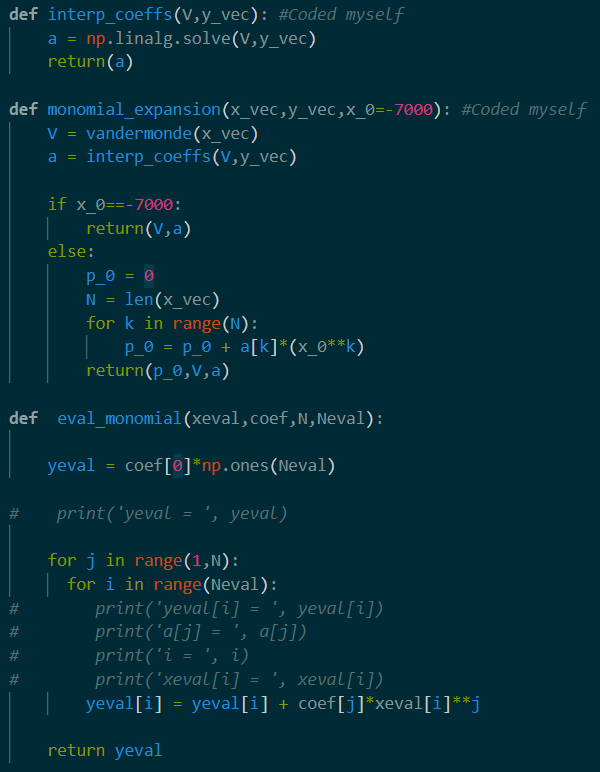 def interp_coeffs(V,y_vec): #Coded myself
    a = np.linalg.solve(V,y_vec)
    return(a)

def monomial_expansion(x_vec,y_vec,x_0=-7000): #Coded myself
    V = vandermonde(x_vec)
    a = interp_coeffs(V,y_vec)

    if x_0==-7000:
        return(V,a)
    else:
        p_0 = 0
        N = len(x_vec)
        for k in range(N):
            p_0 = p_0 + a[k]*(x_0**k)
        return(p_0,V,a)

def  eval_monomial(xeval,coef,N,Neval):

    yeval = coef[0]*np.ones(Neval)

#    print('yeval = ', yeval)

    for j in range(1,N):
      for i in range(Neval):
#        print('yeval[i] = ', yeval[i])
#        print('a[j] = ', a[j])
#        print('i = ', i)
#        print('xeval[i] = ', xeval[i])
        yeval[i] = yeval[i] + coef[j]*xeval[i]**j

    return yeval